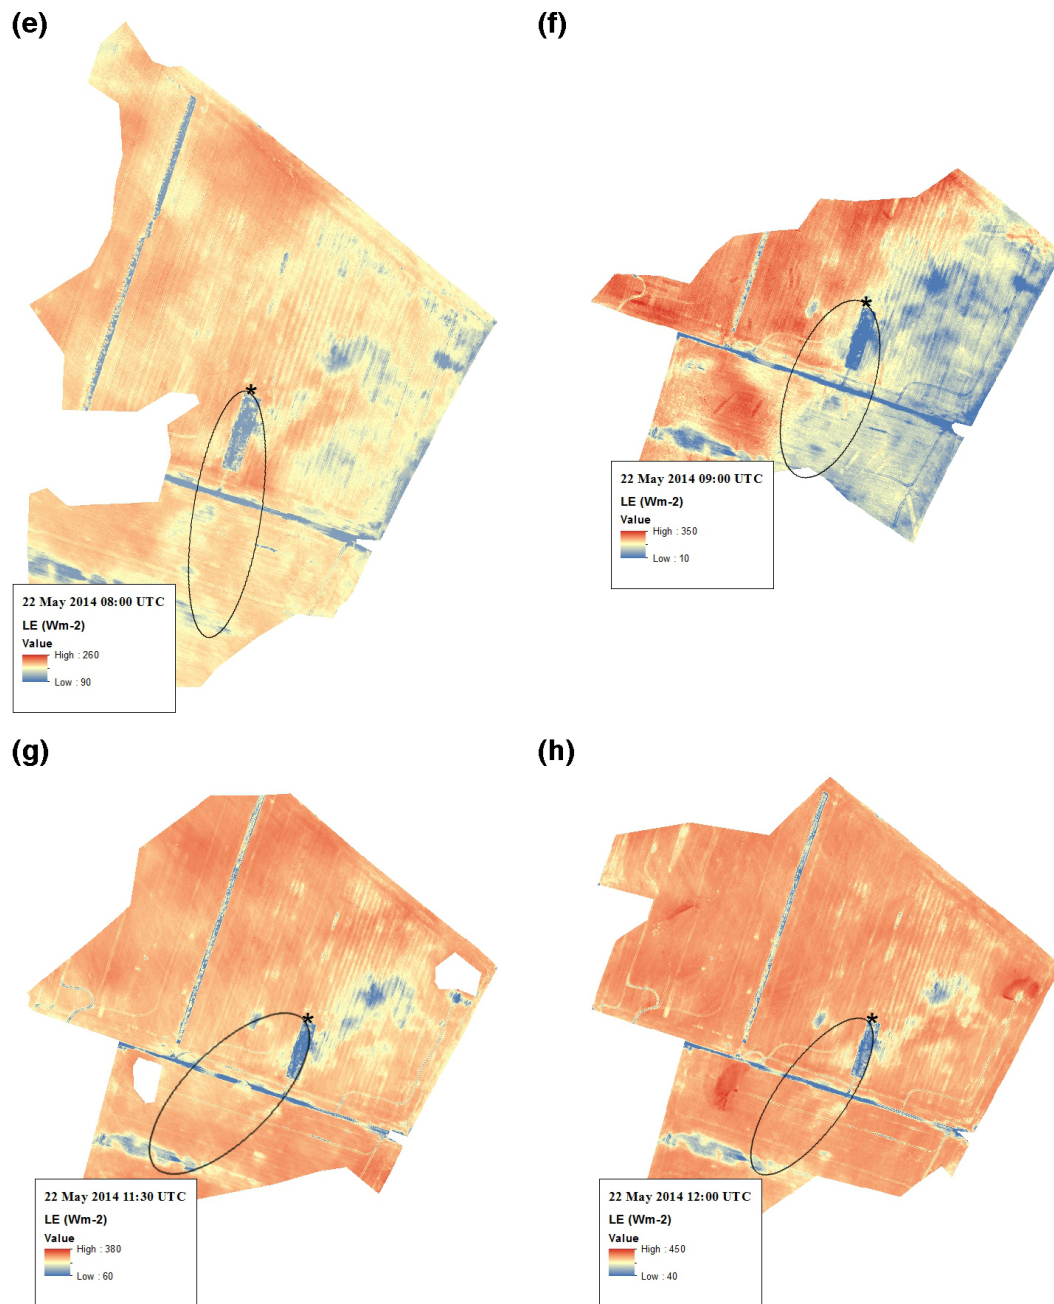 (e)
(f)
*
*
22 May 2014 09:00 UTC
LE (Wm-2)
Value
High : 350
Low : 10
22 May 2014 08:00 UTC
LE (Wm-2)
Value
High : 260
Low : 90
(g)
(h)
*
*
22 May 2014 11:30 UTC
LE (Wm-2)
Value
High : 380
Low : 60
22 May 2014 12:00 UTC
LE (Wm-2)
Value
High : 450
Low : 40